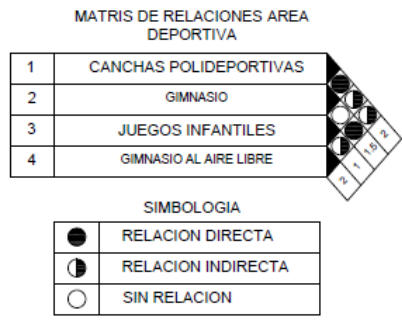 MATRIS DE RELACIONES AREA
DEPORTIVA
1 CANCHAS POLIDEPORTIVAS
2 GIMNASIO
3 JUEGOS INFANTILES
4 GIMNASIO AL AIRE LIBRE
2 1 1.5 2
SIMBOLOGIA
RELACION DIRECTA
RELACION INDIRECTA
SIN RELACION